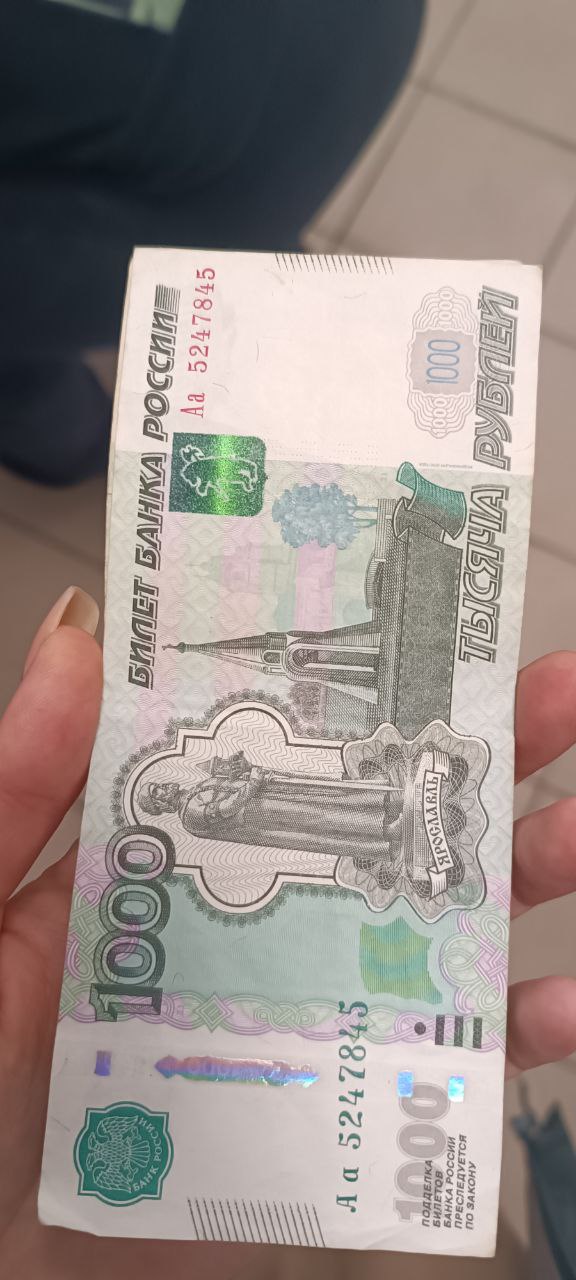 БАНК РОССИИ
1000
БИЛЕТ БАНКА РОССИИ
Аа 5247845
Аа 5247845
1000
ПОДДЕЛКА
БИЛЕТОВ
БАНКА РОССИИ
ПРЕСЛЕДУЕТСЯ
ПО ЗАКОНУ
ЯРОСЛАВЛЬ
1000 1000 1000
ТЫСЯЧА РУБЛЕЙ